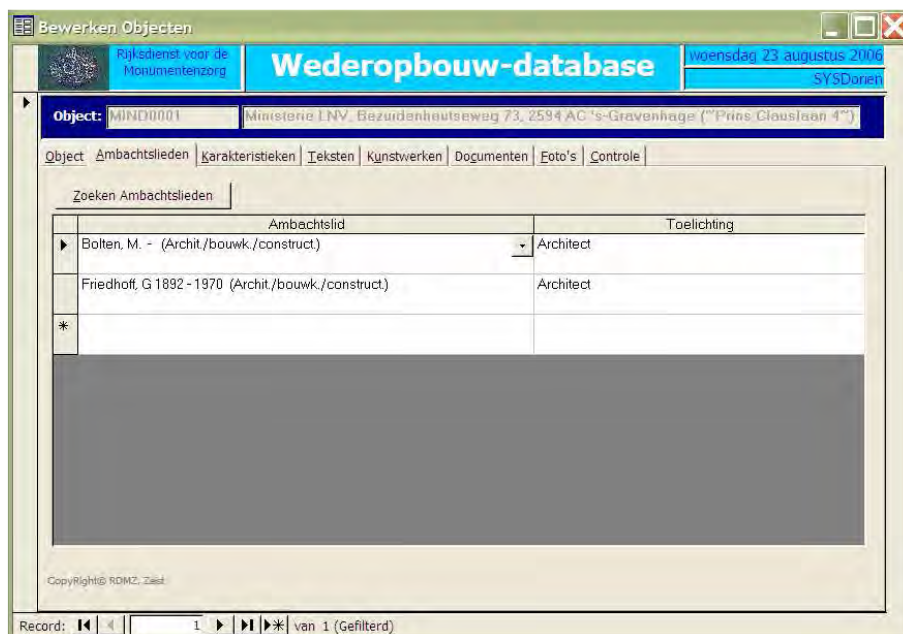 Bewerken Objecten
Rijksdienst voor de
Monumentenzorg
Wederopbouw-database
woensdag 23 augustus 2006
SYSDorien
Object: MIND0001 Ministerie LNV, Bezuidenhoutseweg 73, 2594 AC 's-Gravenhage ("'Prins Clauslaan 4'")
Object Ambachtslieden Karakteristieken Teksten Kunstwerken Documenten Foto's Controle
Zoeken Ambachtslieden
Ambachtslid Toelichting
Bolten, M. - (Archit./bouwk./construct.) Architect
Friedhoff, G 1892 - 1970 (Archit./bouwk./construct.) Architect
CopyRight© RDMZ, Zeist
Record: 1 van 1 (Gefilterd)